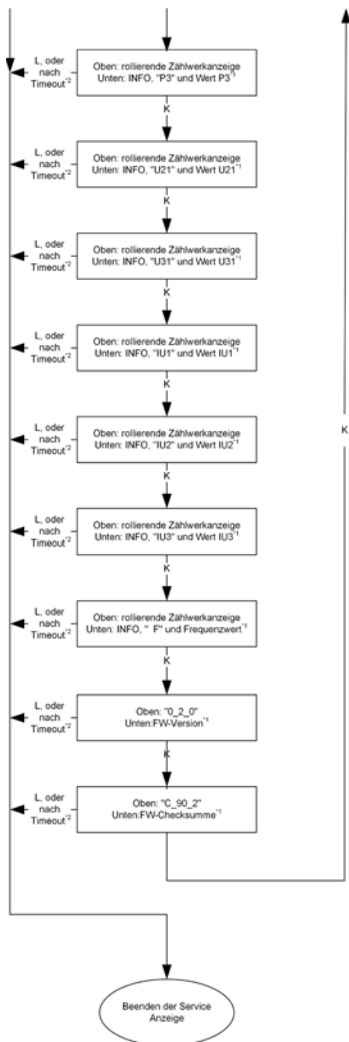 Oben: rollierende Zählwerkanzeige
Unten: INFO, "P3" und Wert P3*1
L, oder
nach
Timeout*2
K
Oben: rollierende Zählwerkanzeige
Unten: INFO, "U21" und Wert U21*1
L, oder
nach
Timeout*2
K
Oben: rollierende Zählwerkanzeige
Unten: INFO, "U31" und Wert U31*1
L, oder
nach
Timeout*2
K
Oben: rollierende Zählwerkanzeige
Unten: INFO, "IU1" und Wert IU1*1
L, oder
nach
Timeout*2
K
K
Oben: rollierende Zählwerkanzeige
Unten: INFO, "IU2" und Wert IU2*1
L, oder
nach
Timeout*2
K
Oben: rollierende Zählwerkanzeige
Unten: INFO, "IU3" und Wert IU3*1
L, oder
nach
Timeout*2
K
Oben: rollierende Zählwerkanzeige
Unten: INFO, " F" und Frequenzwert*1
L, oder
nach
Timeout*2
K
Oben: "0_2_0"
Unten:FW-Version*1
L, oder
nach
Timeout*2
K
Oben: "C_90_2"
Unten:FW-Checksumme*1
L, oder
nach
Timeout*2
Beenden der Service
Anzeige